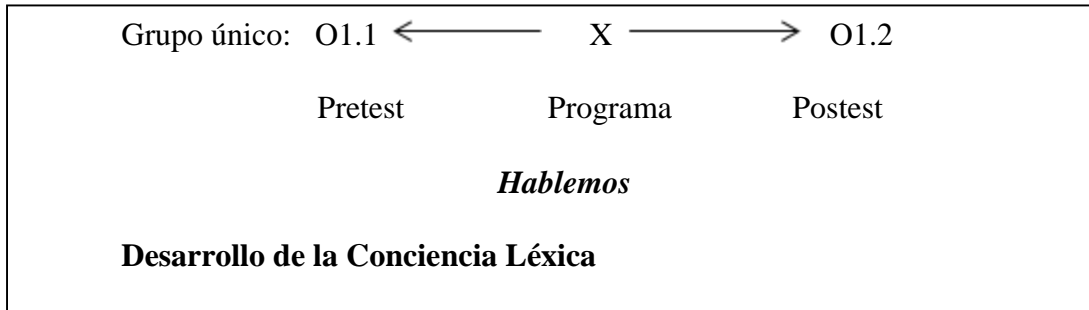 Grupo único: O1.1 X O1.2
Pretest Programa Postest
Hablemos
Desarrollo de la Conciencia Léxica